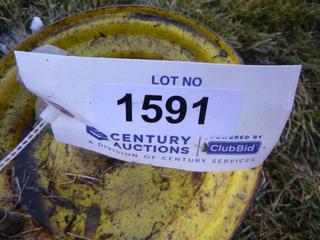 LOT NO
1591
CENTURY
AUCTIONS
POWERED BY
ClubBid
A DIVISION OF CENTURY SERVICES